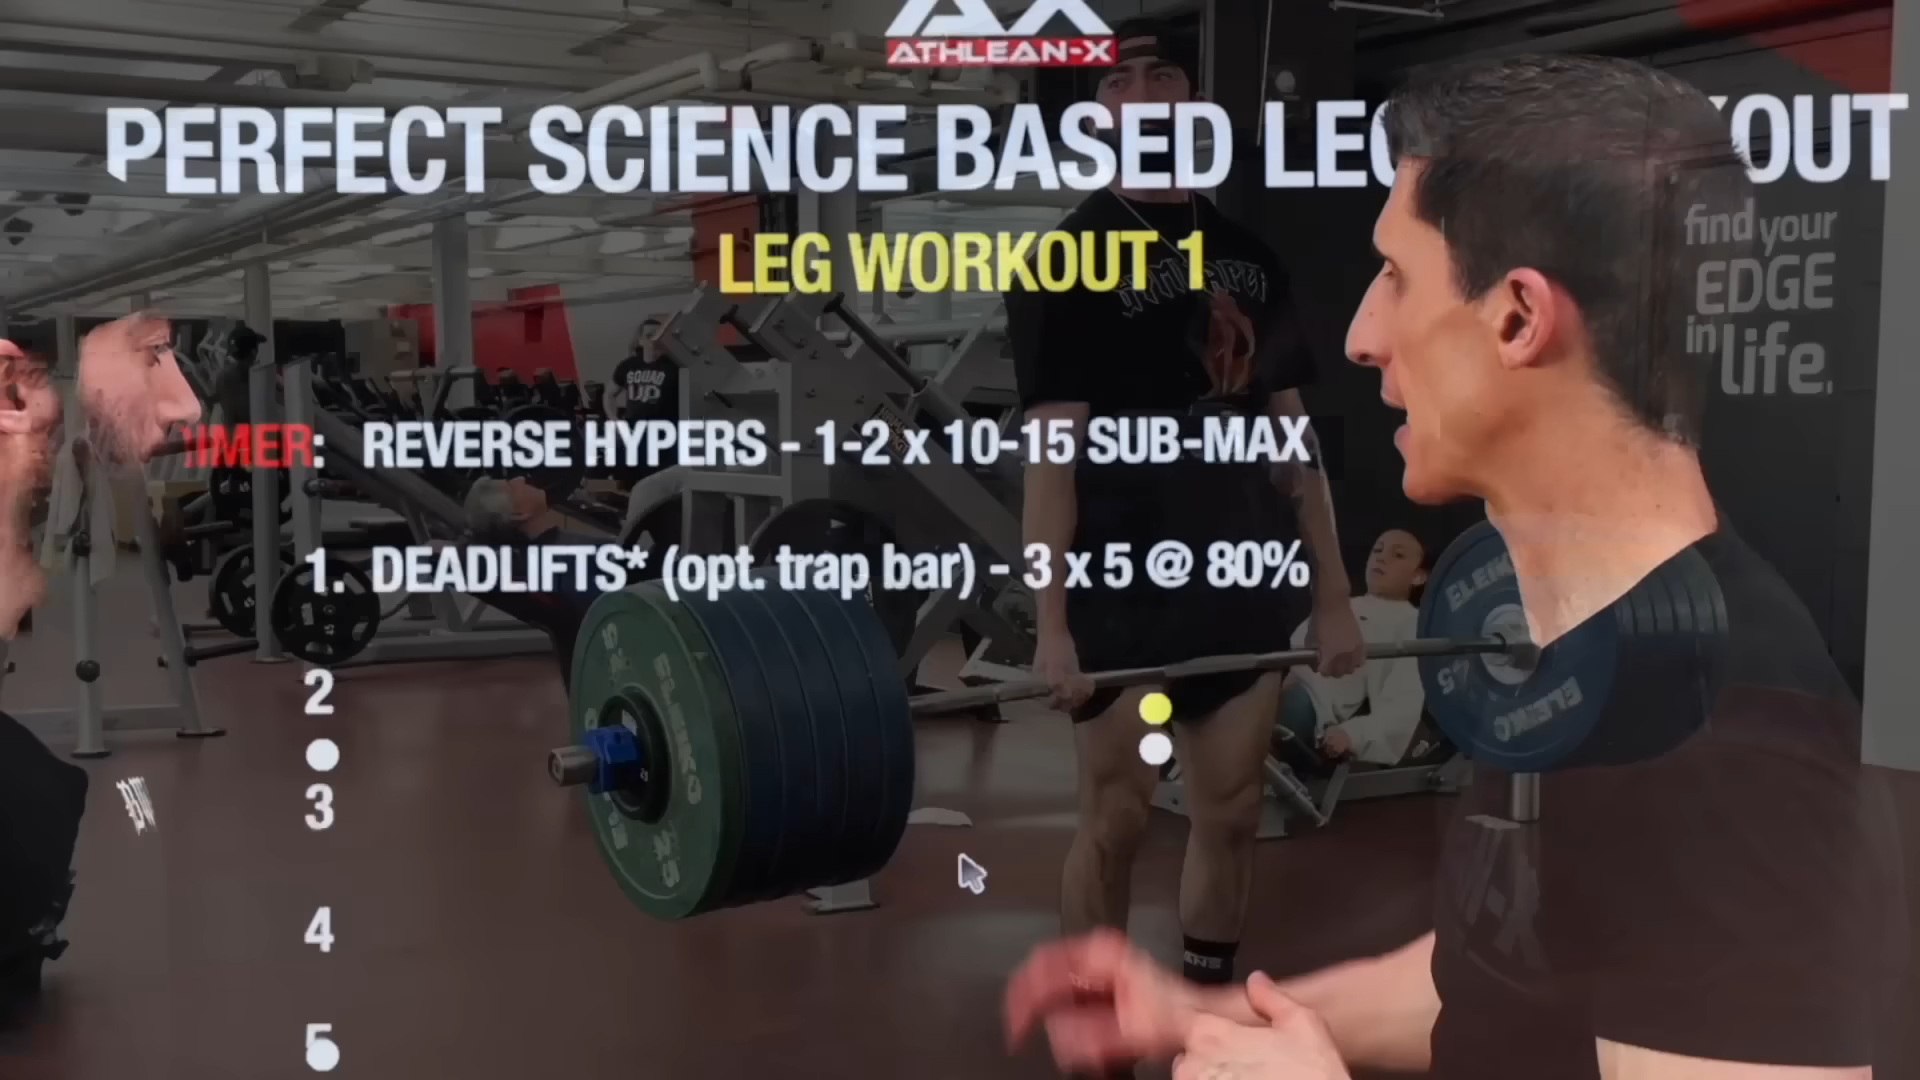 ATHLEAN-X
PERFECT SCIENCE BASED LEG OUT
LEG WORKOUT 1
find your
EDGE
in life.
SQUAD
UP
IMER: REVERSE HYPERS - 1-2 x 10-15 SUB-MAX
1. DEADLIFTS* (opt. trap bar) - 3 x 5 @ 80%
2
3
4
5
ELEIKO
ELEIKO
25
ELEIKO